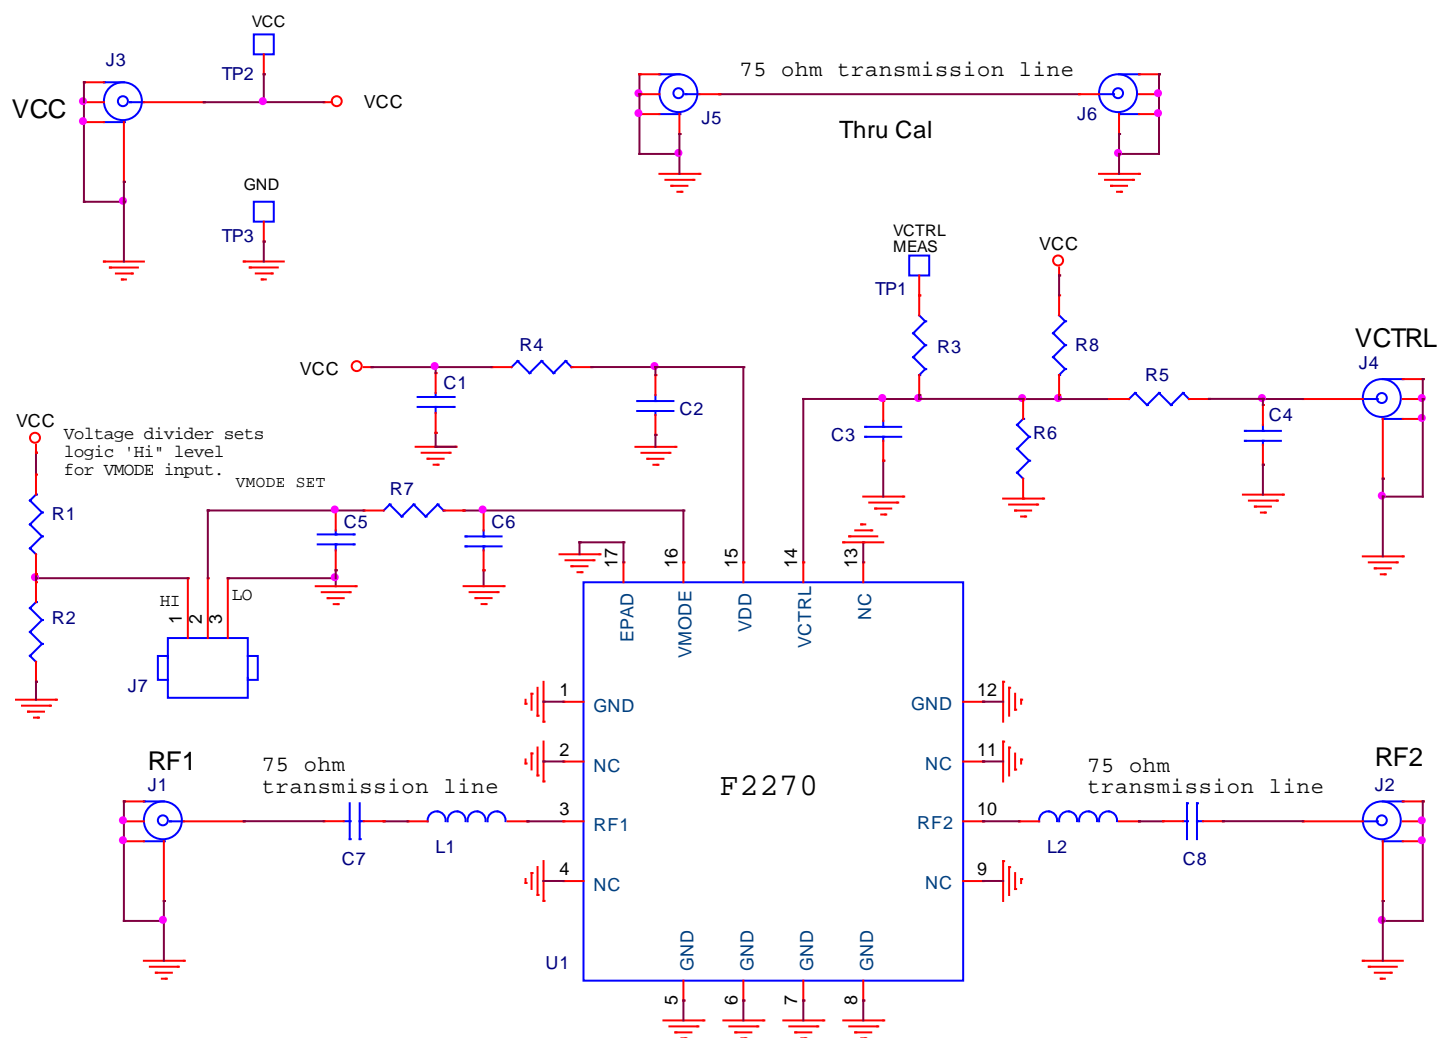 VCC
J3
TP2
VCC
VCC
GND
TP3
75 ohm transmission line
J5
J6
Thru Cal
VCTRL
MEAS
TP1
R3
VCC
R8
R5
VCTRL
J4
C4
C3
R6
VCC
R4
C1
C2
VCC
Voltage divider sets
logic 'Hi" level
for VMODE input.
VMODE SET
R1
R7
C5
C6
R2
HI
LO
1
2
3
J7
17
16
15
14
13
EPAD
VMODE
VDD
VCTRL
NC
1
GND
2
NC
3
RF1
4
NC
12
GND
11
NC
10
RF2
9
NC
F2270
RF1
J1
75 ohm
transmission line
C7
L1
75 ohm
transmission line
RF2
J2
L2
C8
U1
GND
GND
GND
GND
5
6
7
8